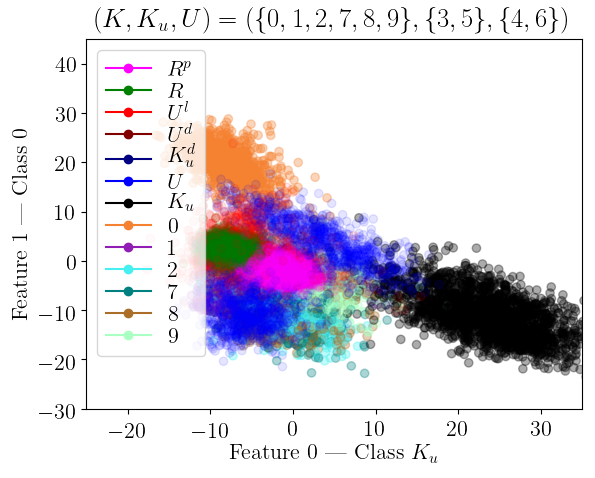 (K, K_u, U) = ({0, 1, 2, 7, 8, 9}, {3, 5}, {4, 6})
Feature 1 — Class 0
40
30
20
10
0
−10
−20
−30
R^p
R
U^l
U^d
K_u^d
U
K_u
0
1
2
7
8
9
−20 −10 0 10 20 30
Feature 0 — Class K_u